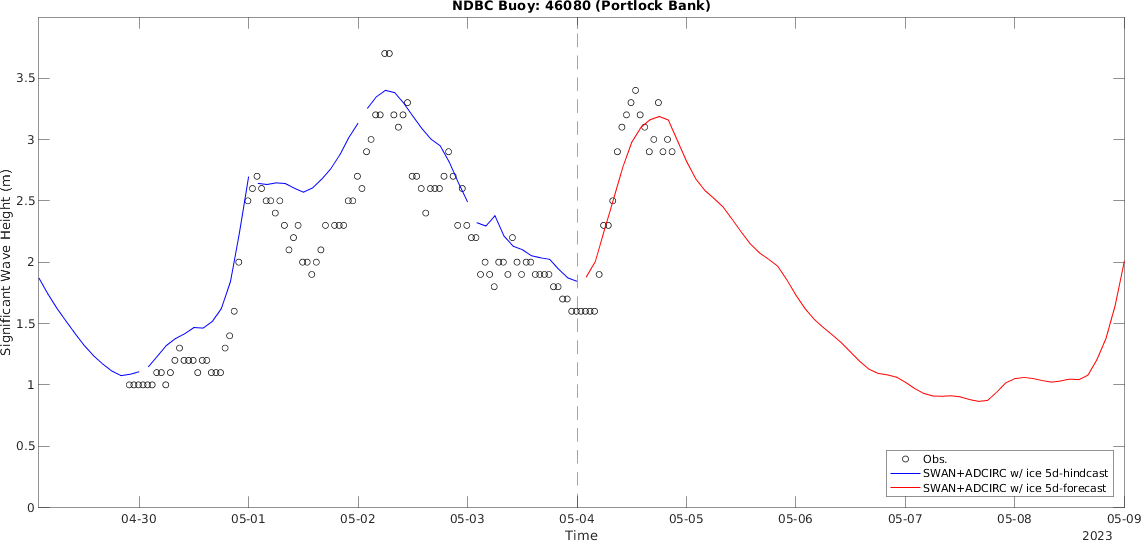 NDBC Buoy: 46080 (Portlock Bank)
3.5
3
2.5
2
1.5
1
0.5
0
Significant Wave Height (m)
Obs.
SWAN+ADCIRC w/ ice 5d-hindcast
SWAN+ADCIRC w/ ice 5d-forecast
04-30 05-01 05-02 05-03 05-04 05-05 05-06 05-07 05-08 05-09
Time
2023